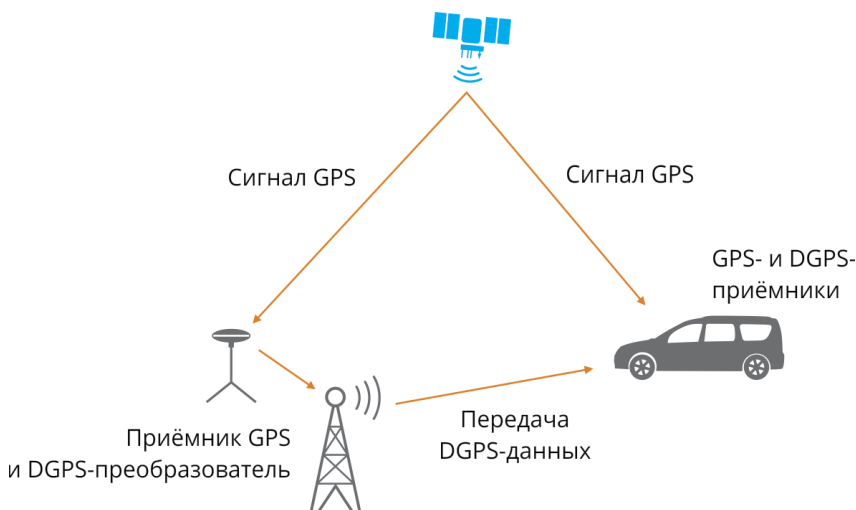 Сигнал GPS
Сигнал GPS
GPS- и DGPS-
приёмники
Приёмник GPS
и DGPS-преобразователь
Передача
DGPS-данных